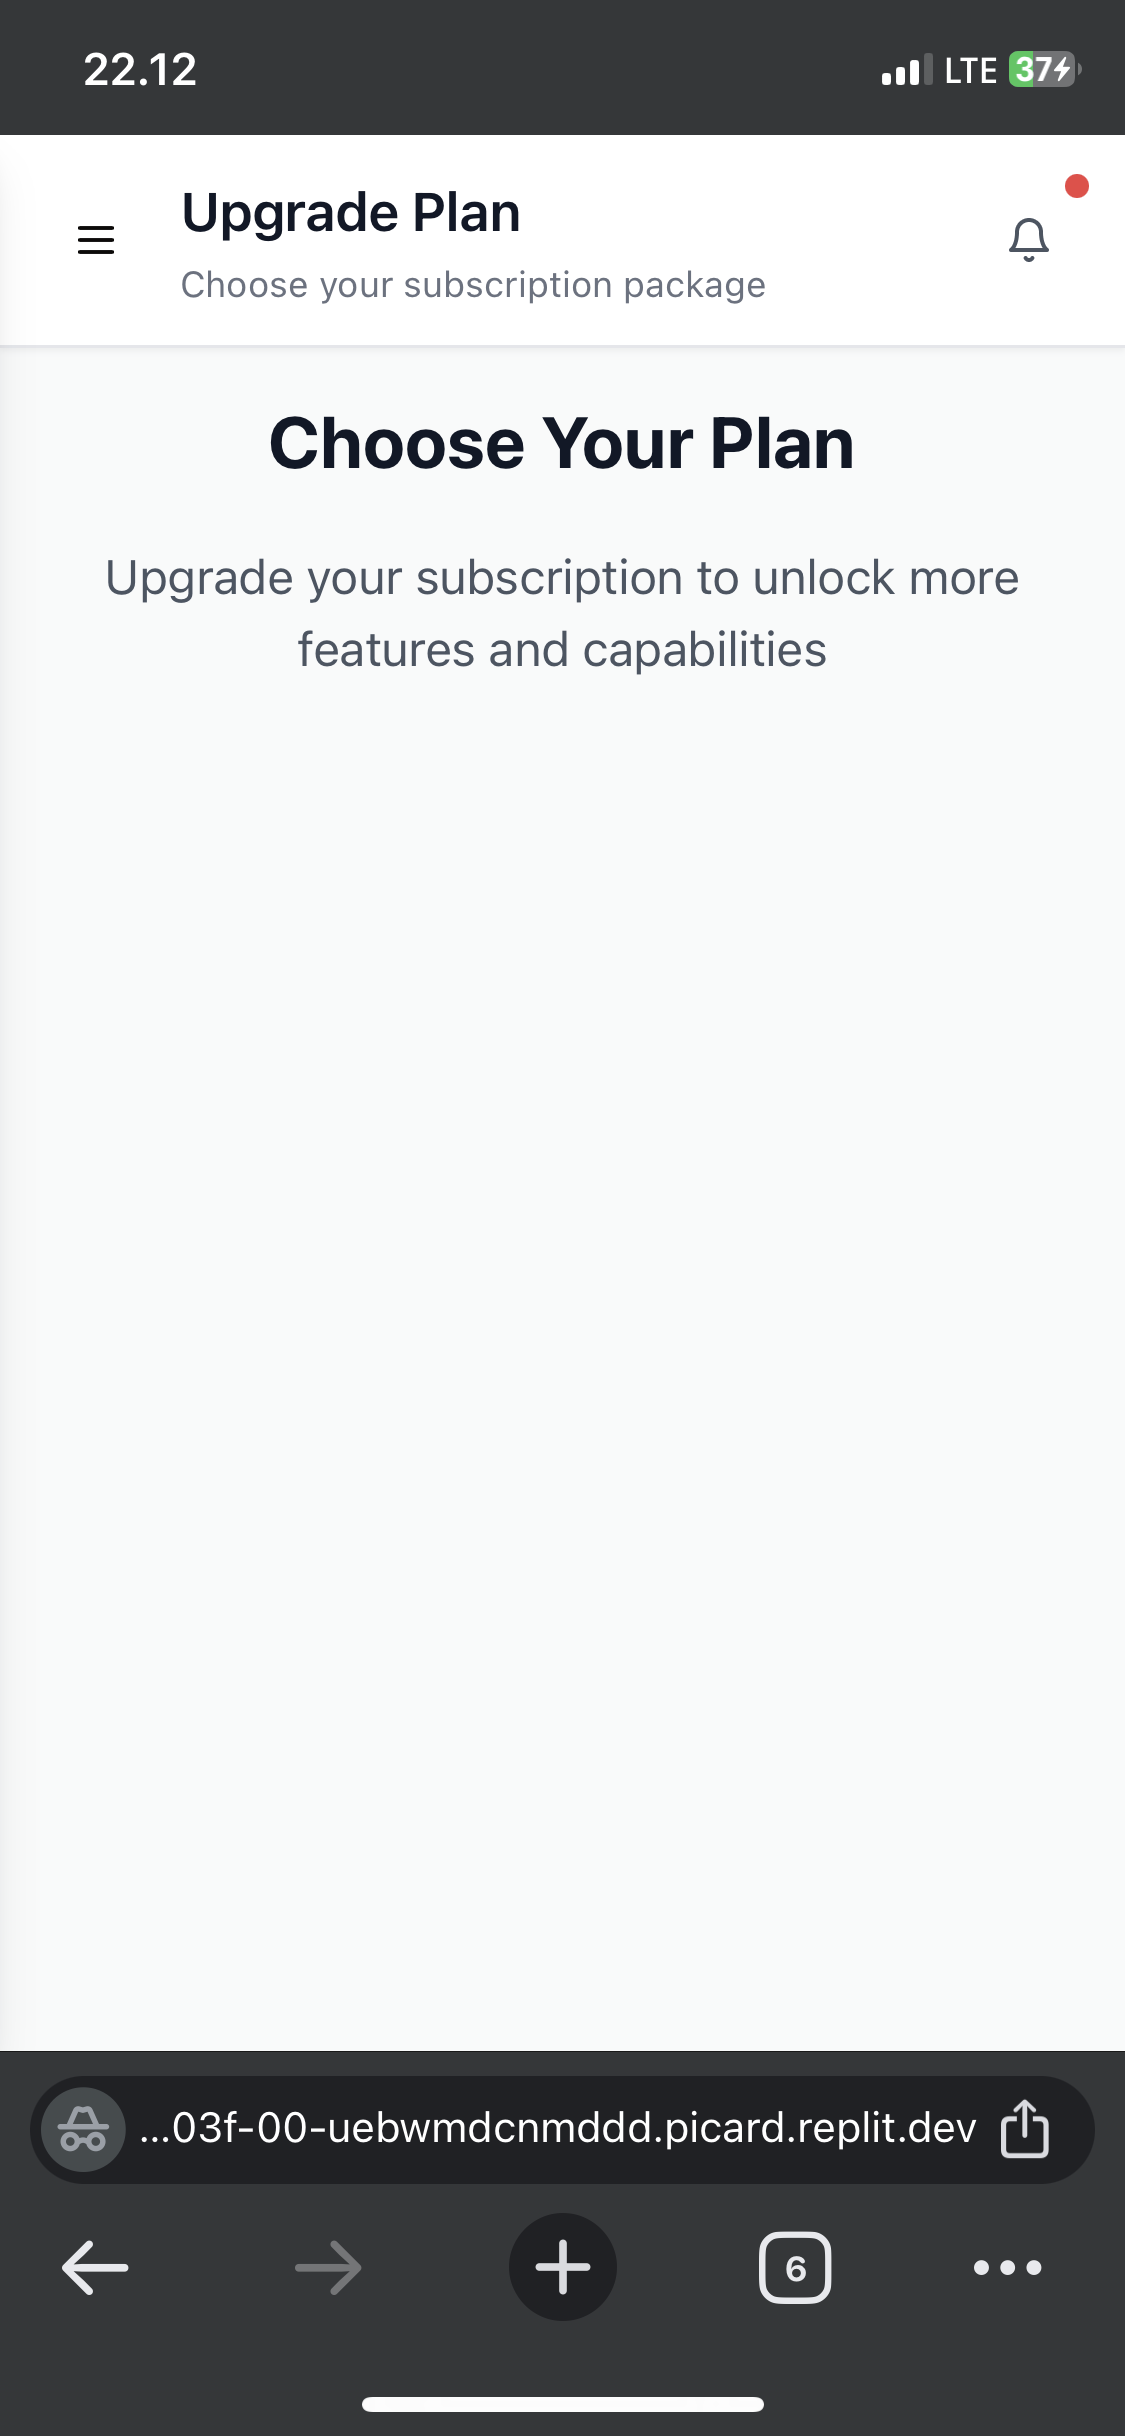 22.12
LTE
37
Upgrade Plan
Choose your subscription package
Choose Your Plan
Upgrade your subscription to unlock more
features and capabilities
...03f-00-uebwmdcnmddd.picard.replit.dev
6